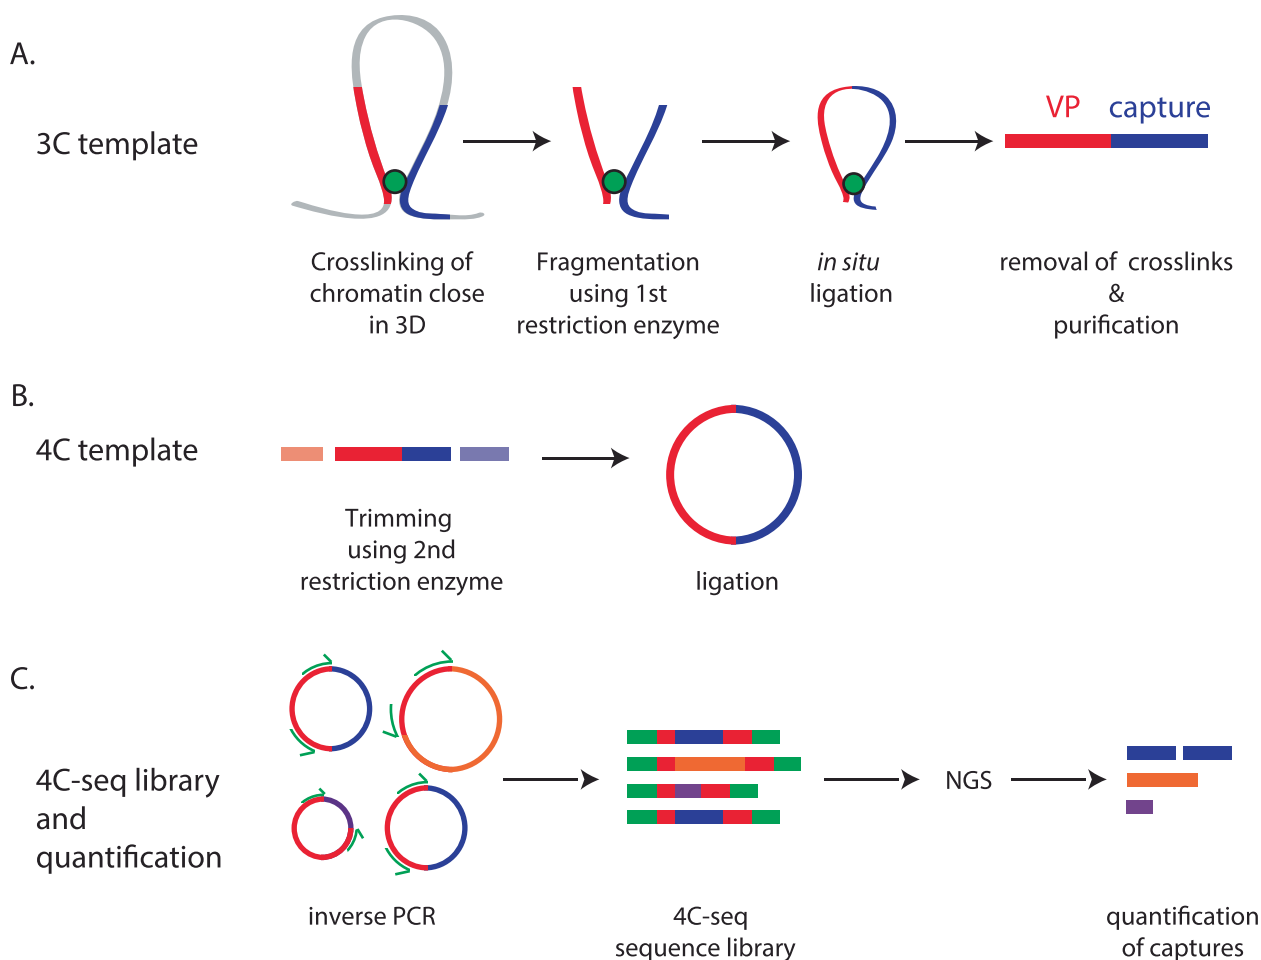 A.
3C template
VP capture
Crosslinking of
chromatin close
in 3D
Fragmentation
using 1st
restriction enzyme
in situ
ligation
removal of crosslinks
&
purification
B.
4C template
Trimming
using 2nd
restriction enzyme
ligation
C.
4C-seq library
and
quantification
NGS
inverse PCR
4C-seq
sequence library
quantification
of captures